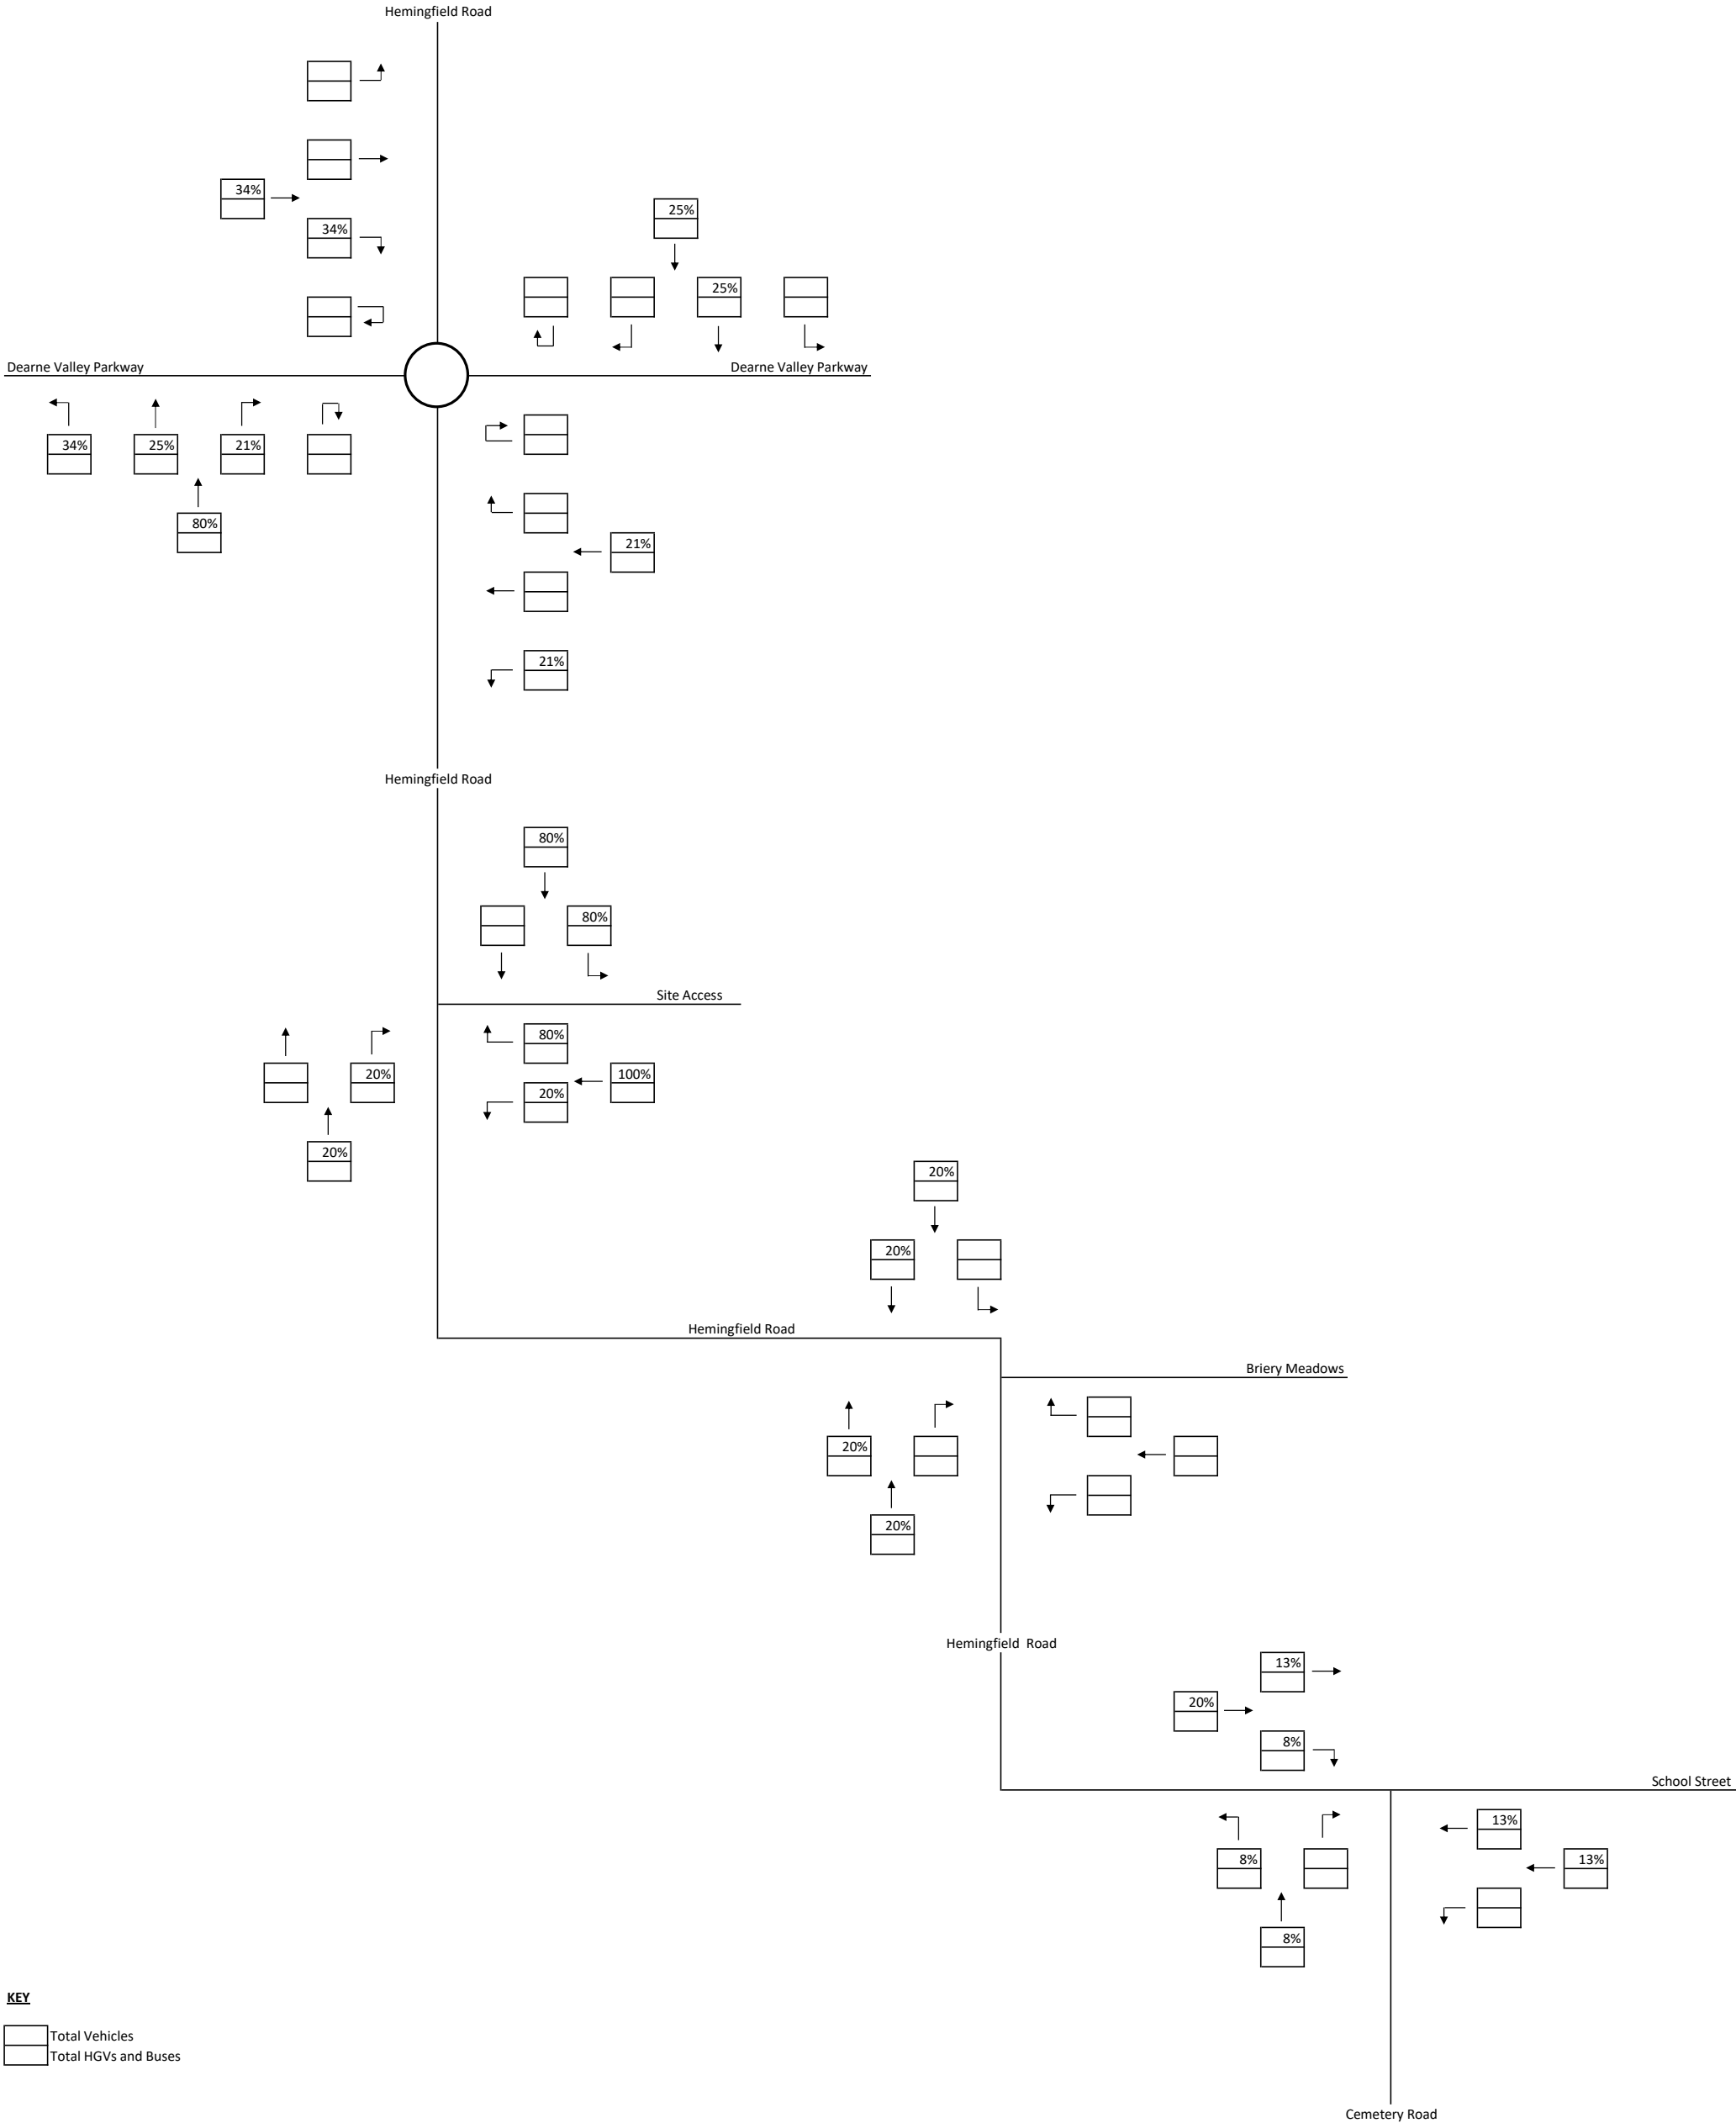 Hemingfield Road
34%
25%
34%
25%
Dearne Valley Parkway
Dearne Valley Parkway
34%
25%
21%
80%
21%
21%
Hemingfield Road
80%
80%
Site Access
80%
20%
100%
20%
20%
20%
20%
Hemingfield Road
Briery Meadows
20%
20%
Hemingfield  Road
13%
20%
8%
School Street
13%
8%
13%
8%
KEY
Total Vehicles
Total HGVs and Buses
Cemetery Road